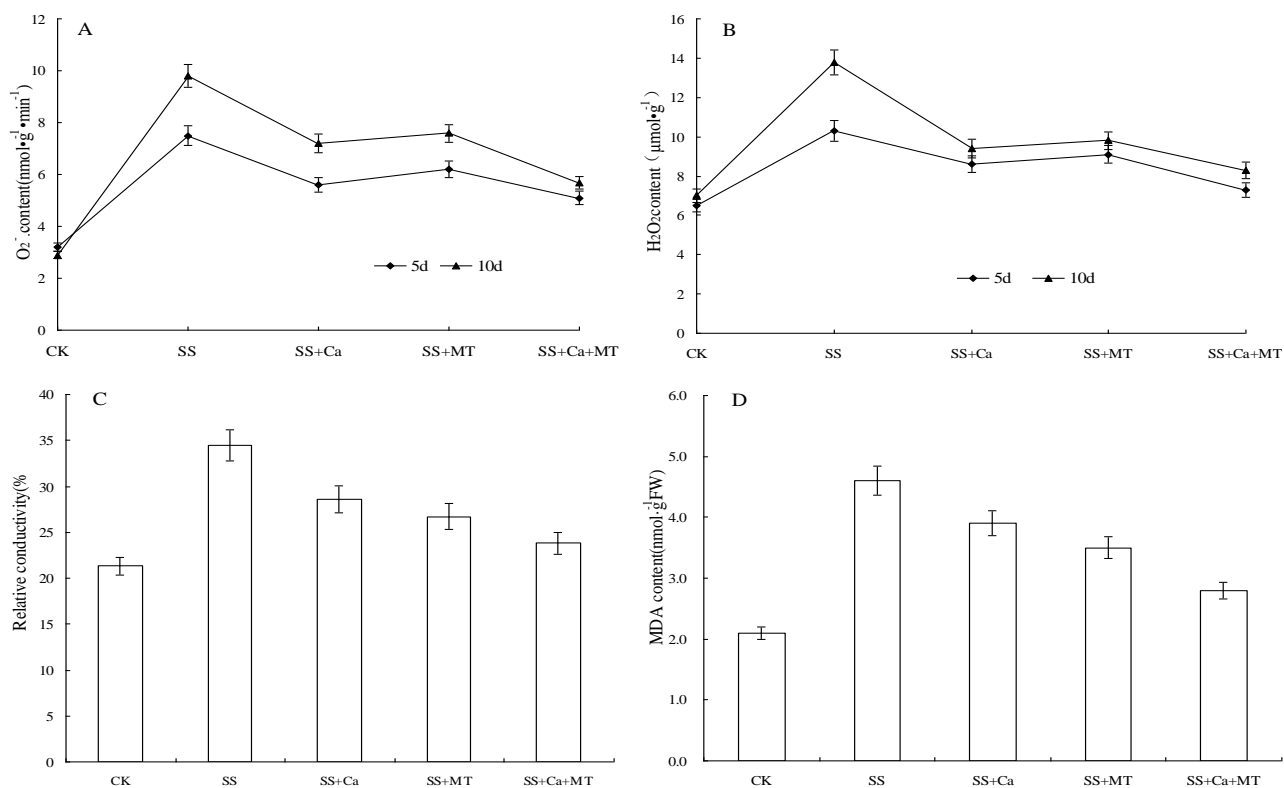 A
O2-.content(nmol•g-1•min-1)
12
10
8
6
4
2
0
5d
10d
CK SS SS+Ca SS+MT SS+Ca+MT
B
H2O2content（μmol•g-1）
16
14
12
10
8
6
4
2
0
5d
10d
CK SS SS+Ca SS+MT SS+Ca+MT
C
Relative conductivity(%
40
35
30
25
20
15
10
5
0
CK SS SS+Ca SS+MT SS+Ca+MT
D
MDA content(nmol·g-1FW)
6.0
5.0
4.0
3.0
2.0
1.0
0.0
CK SS SS+Ca SS+MT SS+Ca+MT